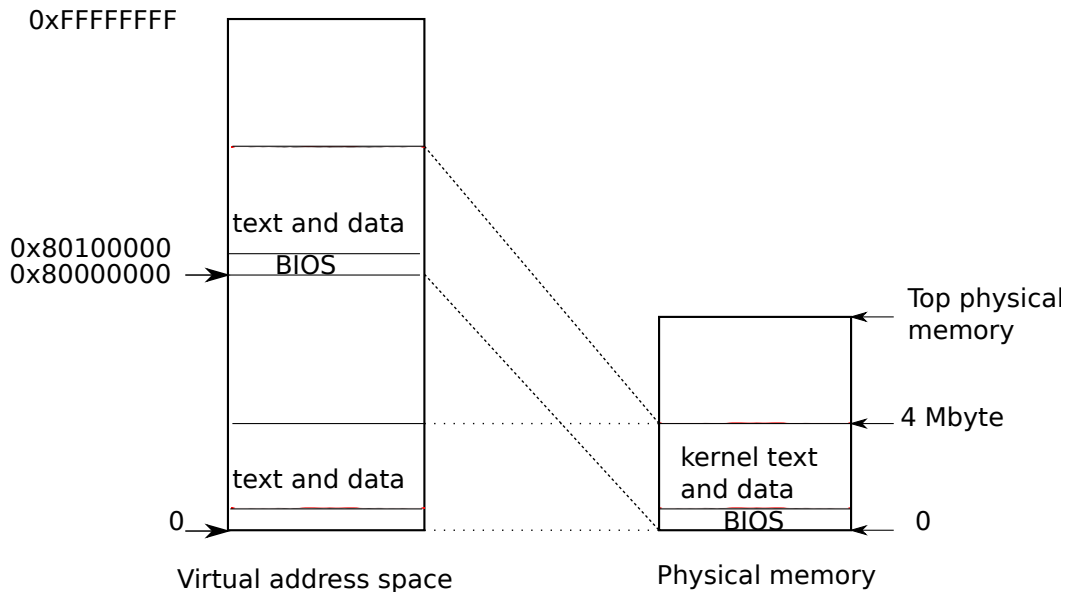 0xFFFFFFFF
text and data
0x80100000
BIOS
0x80000000
text and data
0
Virtual address space
Top physical
memory
4 Mbyte
kernel text
and data
BIOS
0
Physical memory